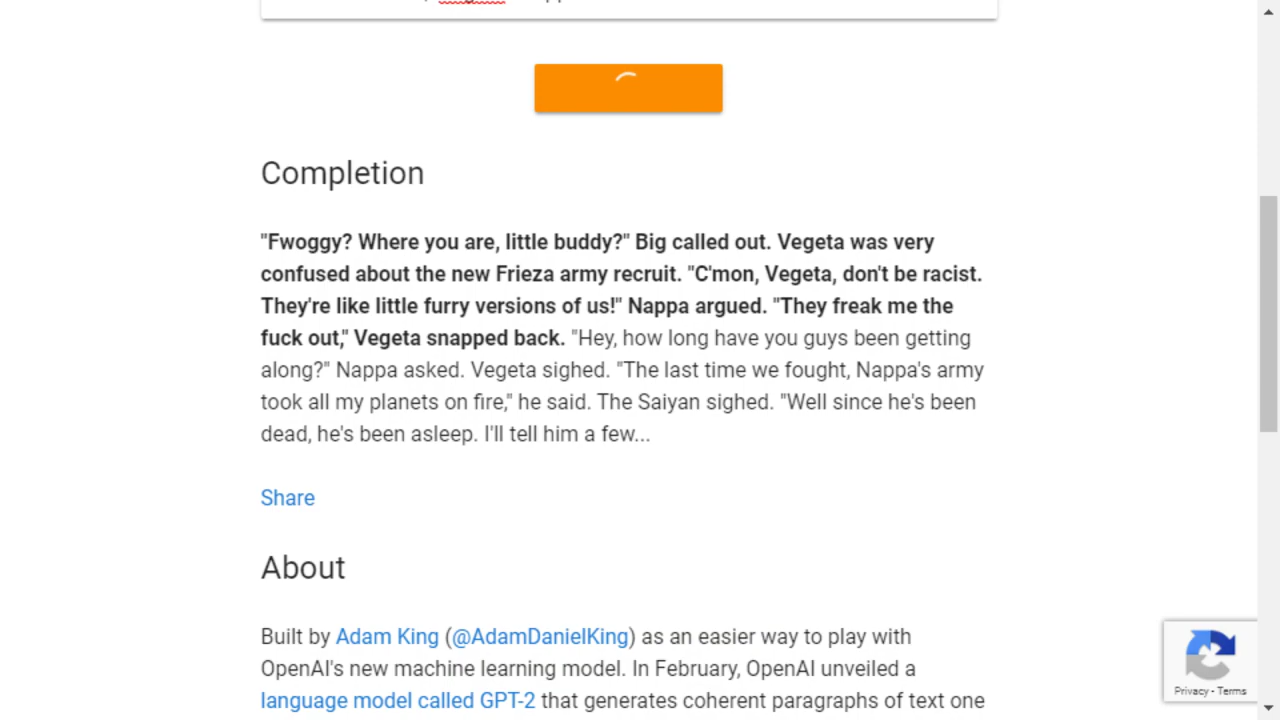 Completion
"Fwoggy? Where you are, little buddy?" Big called out. Vegeta was very
confused about the new Frieza army recruit. "C'mon, Vegeta, don't be racist.
They're like little furry versions of us!" Nappa argued. "They freak me the
fuck out," Vegeta snapped back. "Hey, how long have you guys been getting
along?" Nappa asked. Vegeta sighed. "The last time we fought, Nappa's army
took all my planets on fire," he said. The Saiyan sighed. "Well since he's been
dead, he's been asleep. I'll tell him a few...
Share
About
Built by Adam King (@AdamDanielKing) as an easier way to play with
OpenAI's new machine learning model. In February, OpenAI unveiled a
language model called GPT-2 that generates coherent paragraphs of text one
Privacy - Terms